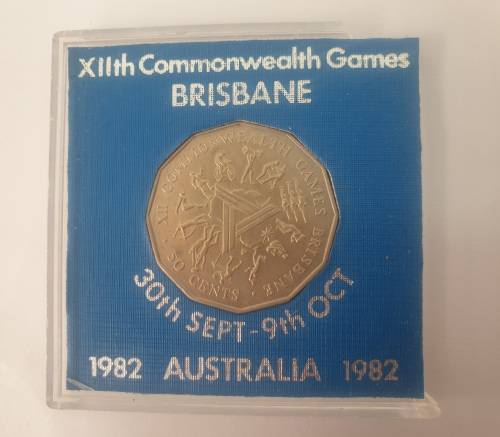 XIIth Commonwealth Games
BRISBANE
XII COMMONWEALTH GAMES BRISBANE
50 CENTS
30th SEPT-9th OCT
1982 AUSTRALIA 1982